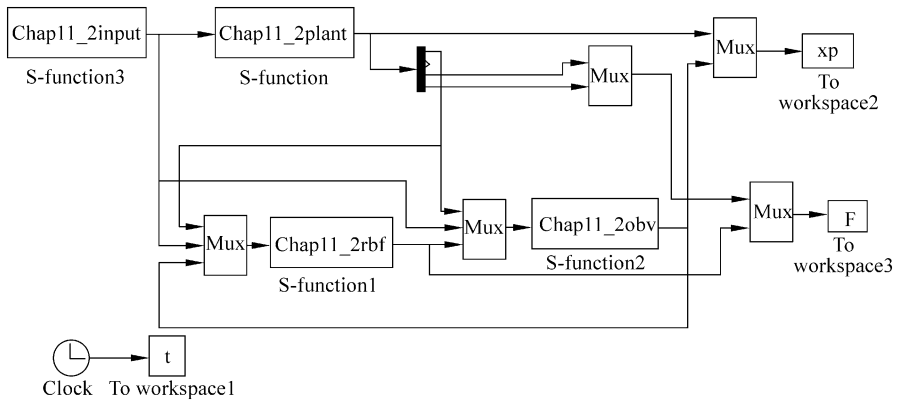 Chap11_2input
S-function3
Chap11_2plant
S-function
Mux
Mux
xp
To
workspace2
Mux
Chap11_2rbf
S-function1
Mux
Chap11_2obv
S-function2
Mux
F
To
workspace3
Clock
t
To workspace1